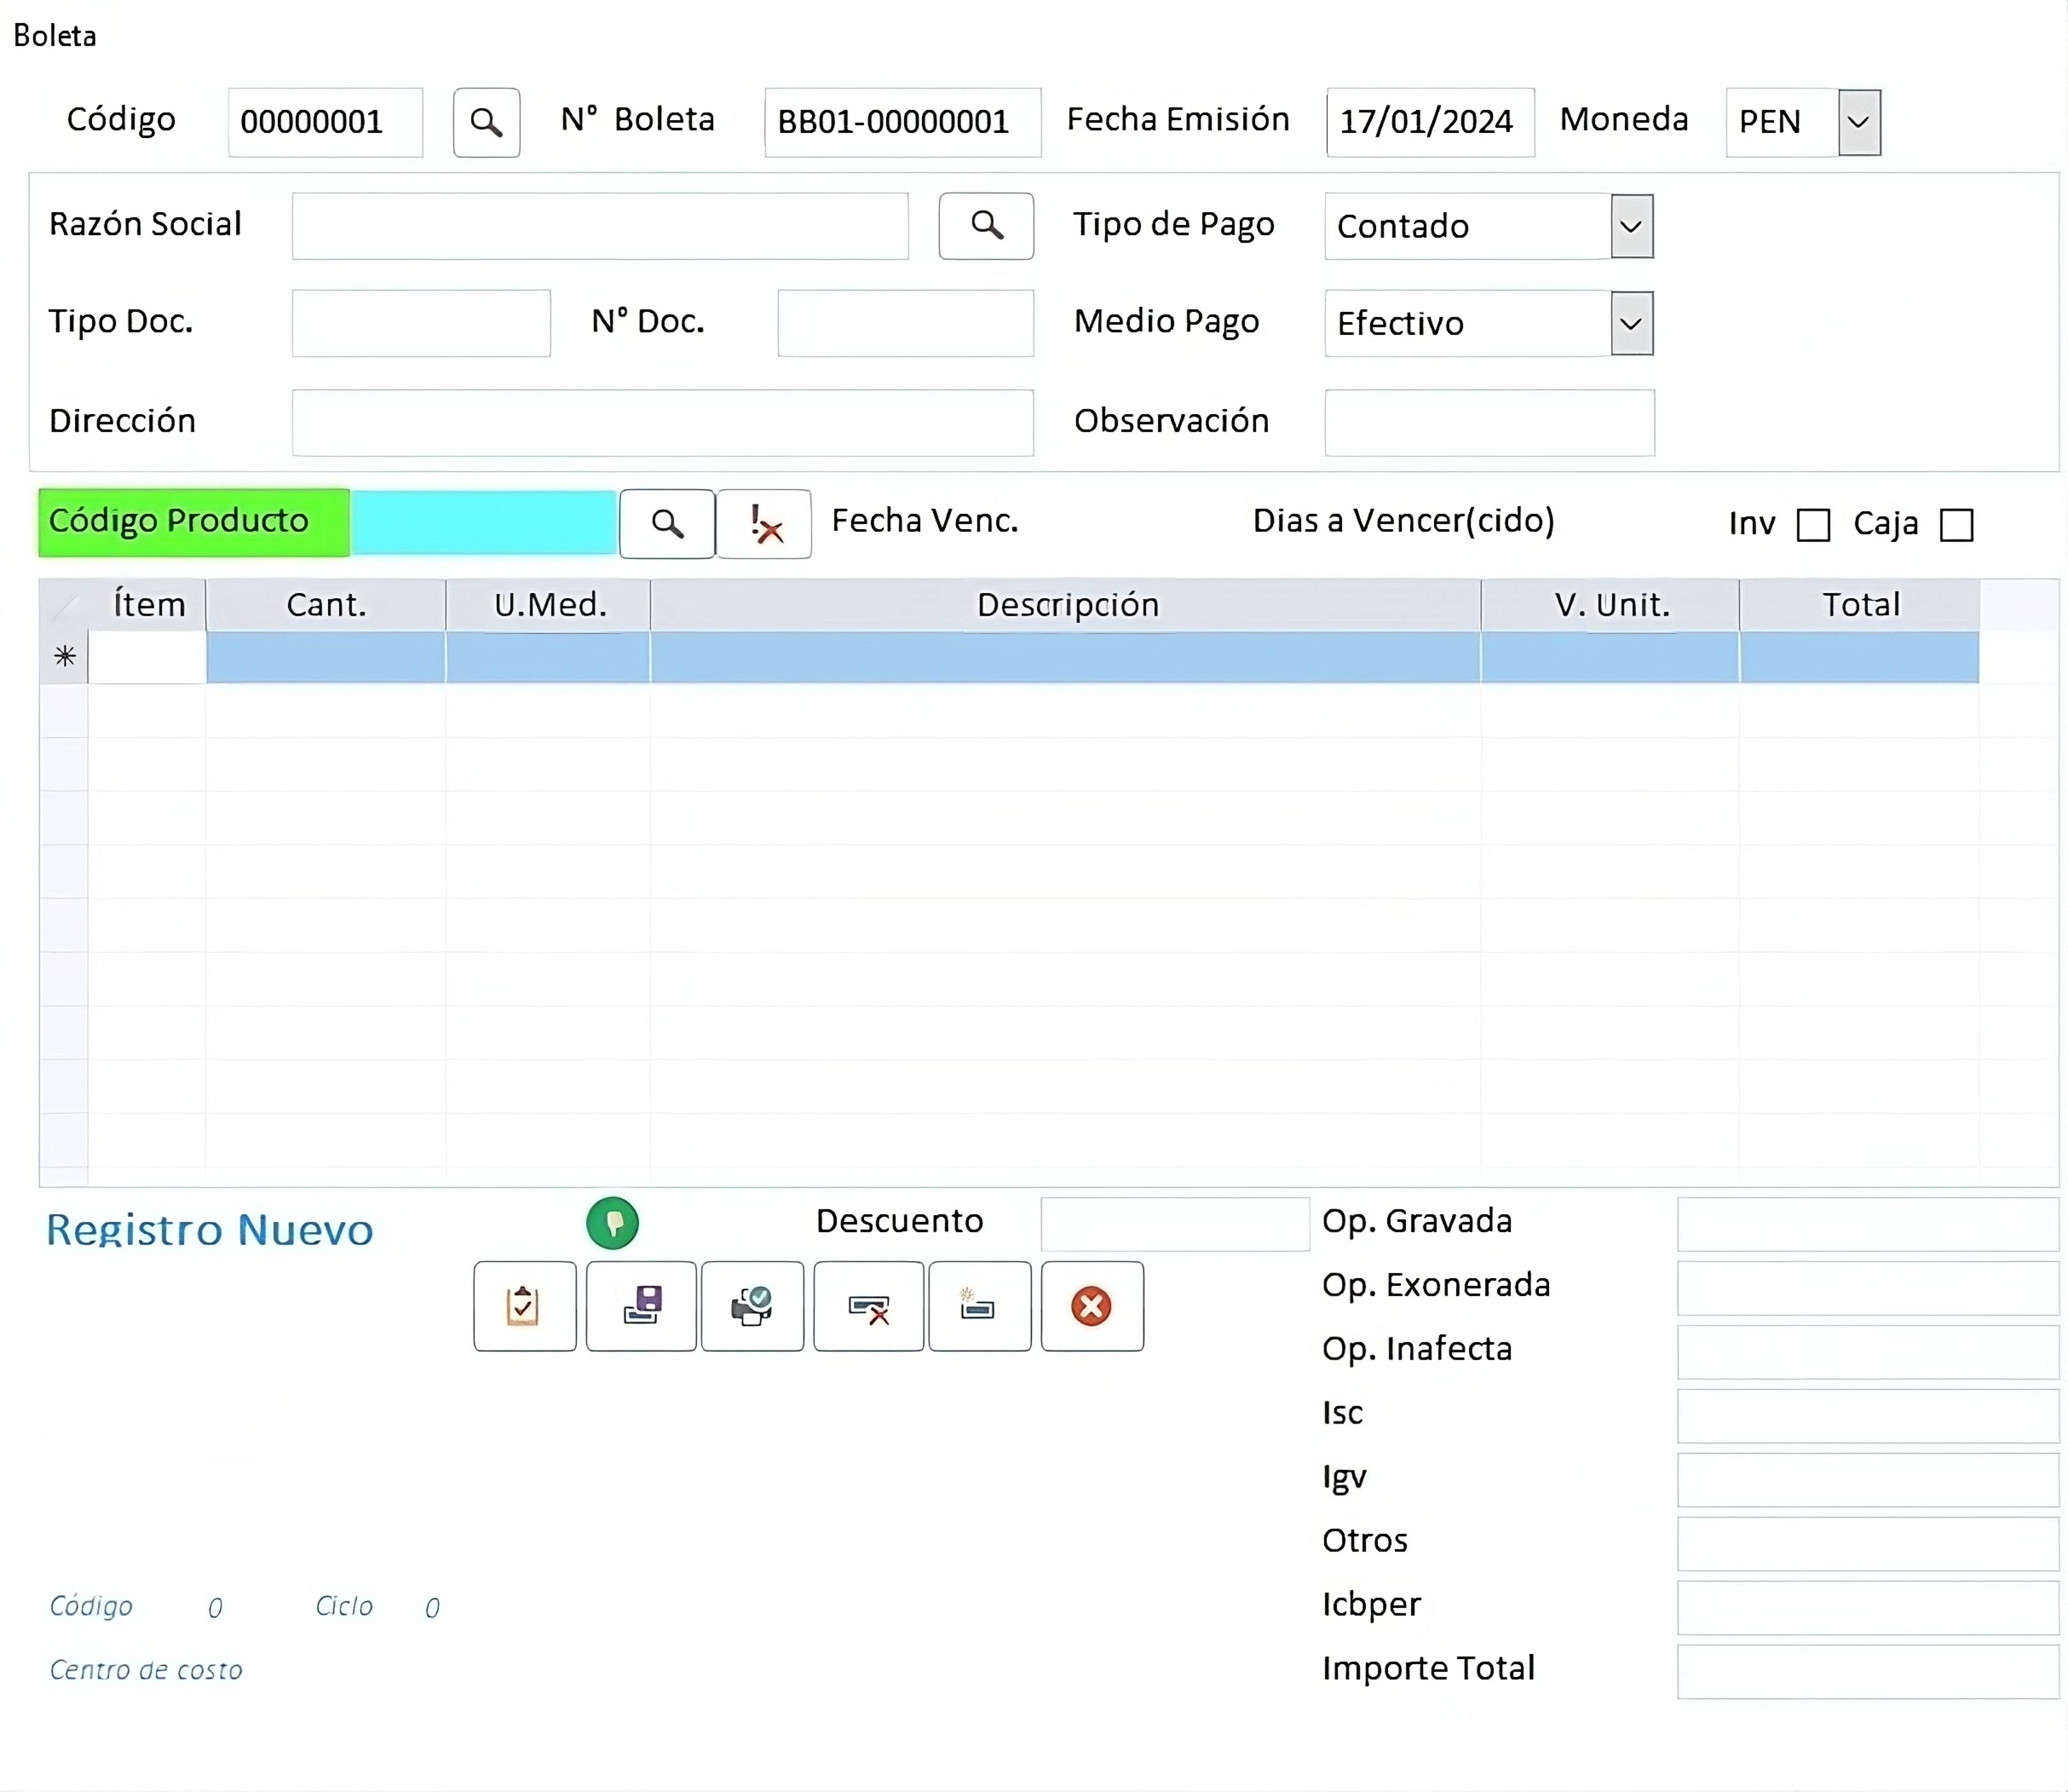 Boleta
Código 00000001 N° Boleta BB01-00000001 Fecha Emisión 17/01/2024 Moneda PEN
Razón Social Tipo de Pago Contado
Tipo Doc. N° Doc. Medio Pago Efectivo
Dirección Observación
Código Producto Fecha Venc. Dias a Vencer(cido) Inv Caja
Ítem Cant. U.Med. Descripción V. Unit. Total
Registro Nuevo Descuento Op. Gravada
Op. Exonerada
Op. Inafecta
Isc
Igv
Otros
Código 0 Ciclo 0 Icbper
Centro de costo Importe Total